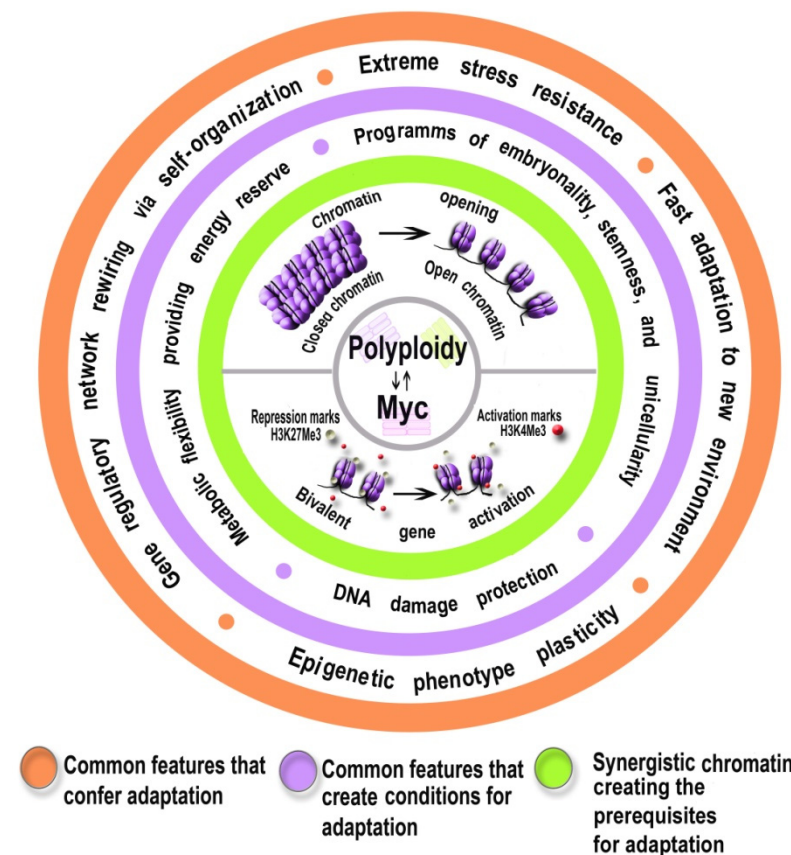 Gene regulatory network rewiring via self-organization
Extreme stress resistance
Fast adaptation to new environment
Epigenetic phenotype plasticity
Metabolic flexibility providing energy reserve
Programms of embryonality, stemness, and unicellularity
DNA damage protection
Chromatin opening
Closed chromatin
Open chromatin
Polyploidy
↓↑
Myc
Repression marks
H3K27Me3
Activation marks
H3K4Me3
Bivalent gene activation
Common features that
confer adaptation
Common features that
create conditions for
adaptation
Synergistic chromatin
creating the
prerequisites
for adaptation